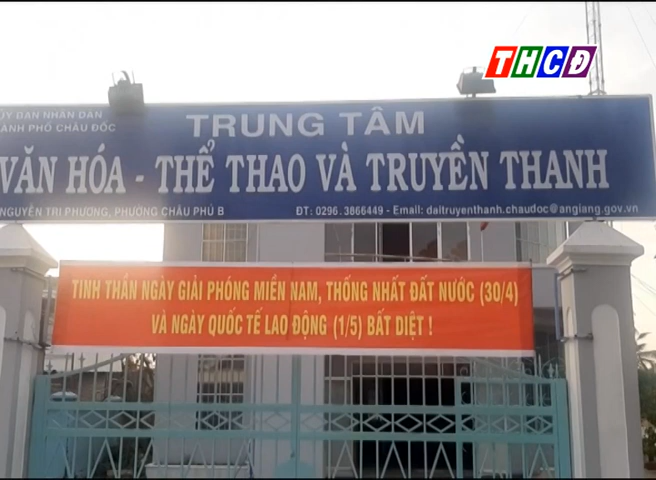 THCĐ
ỦY BAN NHÂN DÂN
THÀNH PHỐ CHÂU ĐỐC
TRUNG TÂM
VĂN HÓA - THỂ THAO VÀ TRUYỀN THANH
NGUYỄN TRI PHƯƠNG, PHƯỜNG CHÂU PHÚ B
ĐT: 0296.3866449 - Email: daitruyenthanh.chaudoc@angiang.gov.vn
TINH THẦN NGÀY GIẢI PHÓNG MIỀN NAM, THỐNG NHẤT ĐẤT NƯỚC (30/4)
VÀ NGÀY QUỐC TẾ LAO ĐỘNG (1/5) BẤT DIỆT !